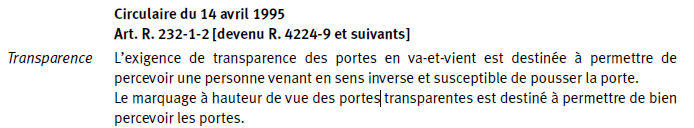 Circulaire du 14 avril 1995
Art. R. 232-1-2 [devenu R. 4224-9 et suivants]
Transparence L’exigence de transparence des portes en va-et-vient est destinée à permettre de
percevoir une personne venant en sens inverse et susceptible de pousser la porte.
Le marquage à hauteur de vue des portes transparentes est destiné à permettre de bien
percevoir les portes.